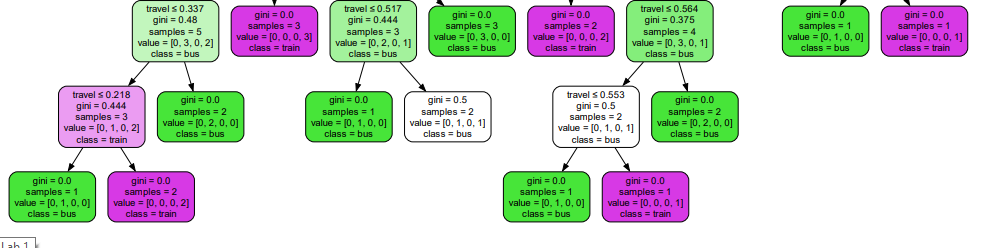 travel ≤ 0.337
gini = 0.48
samples = 5
value = [0, 3, 0, 2]
class = bus
gini = 0.0
samples = 3
value = [0, 0, 0, 3]
class = train
travel ≤ 0.517
gini = 0.444
samples = 3
value = [0, 2, 0, 1]
class = bus
gini = 0.0
samples = 3
value = [0, 3, 0, 0]
class = bus
gini = 0.0
samples = 2
value = [0, 0, 0, 2]
class = train
travel ≤ 0.564
gini = 0.375
samples = 4
value = [0, 3, 0, 1]
class = bus
gini = 0.0
samples = 1
value = [0, 1, 0, 0]
class = bus
gini = 0.0
samples = 1
value = [0, 0, 0, 1]
class = train
travel ≤ 0.218
gini = 0.444
samples = 3
value = [0, 1, 0, 2]
class = train
gini = 0.0
samples = 2
value = [0, 2, 0, 0]
class = bus
gini = 0.0
samples = 1
value = [0, 1, 0, 0]
class = bus
gini = 0.5
samples = 2
value = [0, 1, 0, 1]
class = bus
travel ≤ 0.553
gini = 0.5
samples = 2
value = [0, 1, 0, 1]
class = bus
gini = 0.0
samples = 2
value = [0, 2, 0, 0]
class = bus
gini = 0.0
samples = 1
value = [0, 1, 0, 0]
class = bus
gini = 0.0
samples = 2
value = [0, 0, 0, 2]
class = train
gini = 0.0
samples = 1
value = [0, 1, 0, 0]
class = bus
gini = 0.0
samples = 1
value = [0, 0, 0, 1]
class = train
Lab 1